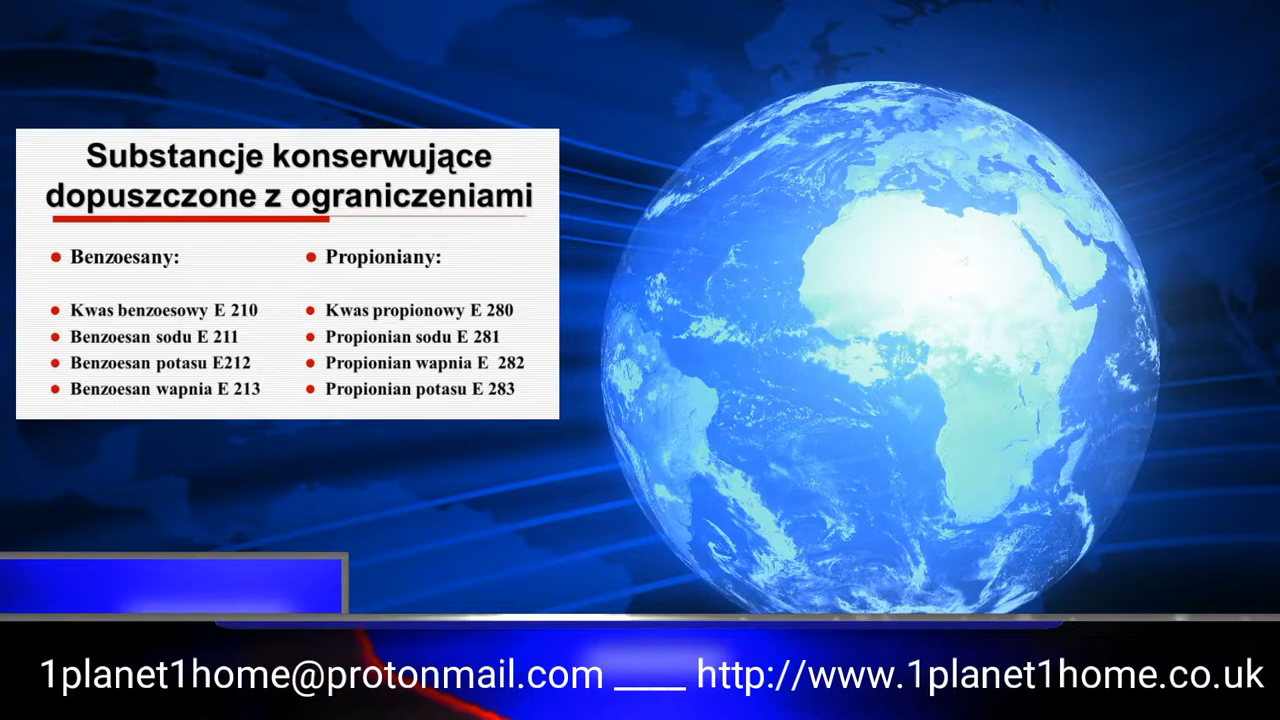 Substancje konserwujące
dopuszczone z ograniczeniami
Benzoesany:
Kwas benzoesowy E 210
Benzoesan sodu E 211
Benzoesan potasu E212
Benzoesan wapnia E 213
Propioniany:
Kwas propionowy E 280
Propionian sodu E 281
Propionian wapnia E  282
Propionian potasu E 283
1planet1home@protonmail.com ____ http://www.1planet1home.co.uk